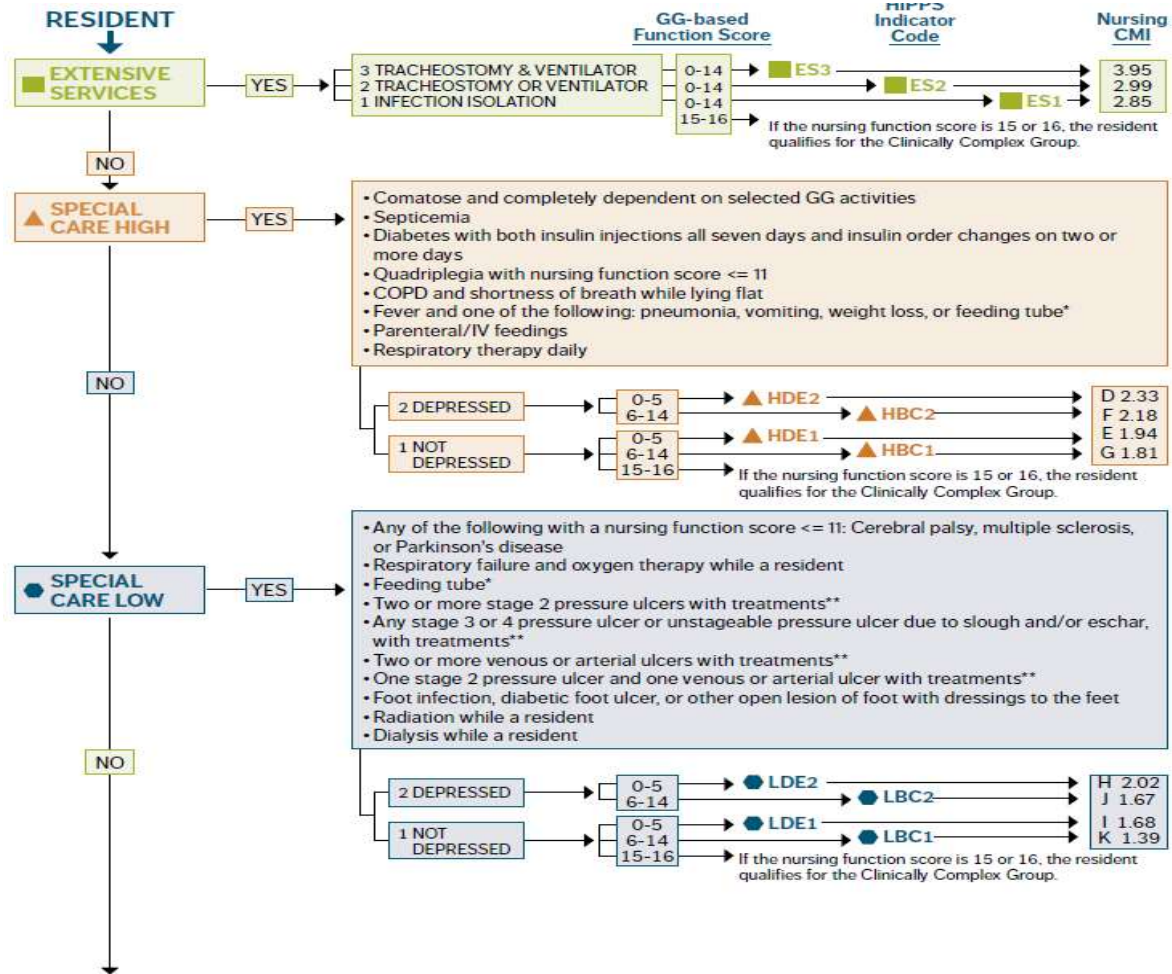 RESIDENT
GG-based
Function Score
HIPPS
Indicator
Code
Nursing
CMI
EXTENSIVE
SERVICES
YES
3 TRACHEOSTOMY & VENTILATOR
2 TRACHEOSTOMY OR VENTILATOR
1 INFECTION ISOLATION
0-14
0-14
0-14
15-16
ES3
ES2
ES1
3.95
2.99
2.85
If the nursing function score is 15 or 16, the resident
qualifies for the Clinically Complex Group.
NO
SPECIAL
CARE HIGH
YES
• Comatose and completely dependent on selected GG activities
• Septicemia
• Diabetes with both insulin injections all seven days and insulin order changes on two or
more days
• Quadriplegia with nursing function score <= 11
• COPD and shortness of breath while lying flat
• Fever and one of the following: pneumonia, vomiting, weight loss, or feeding tube*
• Parenteral/IV feedings
• Respiratory therapy daily
NO
2 DEPRESSED
0-5
6-14
HDE2
HBC2
1 NOT
DEPRESSED
0-5
6-14
15-16
HDE1
HBC1
D 2.33
F 2.18
E 1.94
G 1.81
If the nursing function score is 15 or 16, the resident
qualifies for the Clinically Complex Group.
SPECIAL
CARE LOW
YES
• Any of the following with a nursing function score <= 11: Cerebral palsy, multiple sclerosis,
or Parkinson's disease
• Respiratory failure and oxygen therapy while a resident
• Feeding tube*
• Two or more stage 2 pressure ulcers with treatments**
• Any stage 3 or 4 pressure ulcer or unstageable pressure ulcer due to slough and/or eschar,
with treatments**
• Two or more venous or arterial ulcers with treatments**
• One stage 2 pressure ulcer and one venous or arterial ulcer with treatments**
• Foot infection, diabetic foot ulcer, or other open lesion of foot with dressings to the feet
• Radiation while a resident
• Dialysis while a resident
NO
2 DEPRESSED
0-5
6-14
LDE2
LBC2
1 NOT
DEPRESSED
0-5
6-14
15-16
LDE1
LBC1
H 2.02
J 1.67
I 1.68
K 1.39
If the nursing function score is 15 or 16, the resident
qualifies for the Clinically Complex Group.